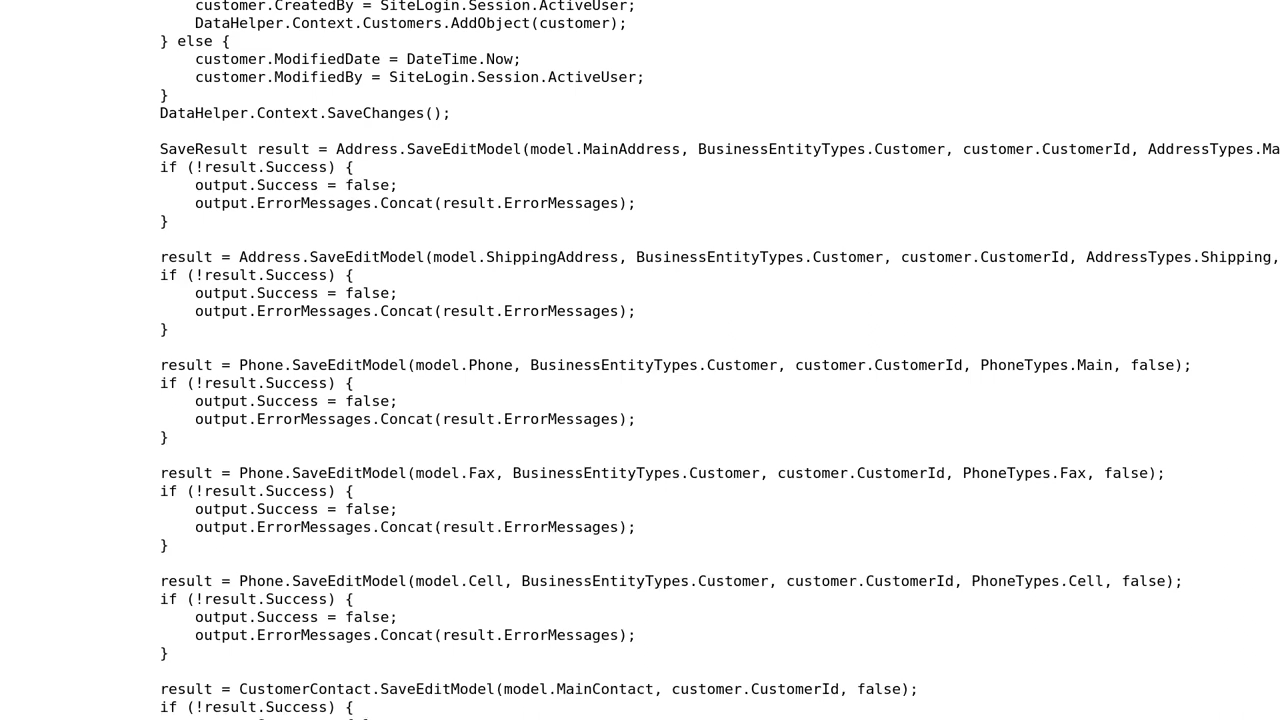 customer.CreatedBy = SiteLogin.Session.ActiveUser;
DataHelper.Context.Customers.AddObject(customer);
} else {
customer.ModifiedDate = DateTime.Now;
customer.ModifiedBy = SiteLogin.Session.ActiveUser;
}
DataHelper.Context.SaveChanges();
SaveResult result = Address.SaveEditModel(model.MainAddress, BusinessEntityTypes.Customer, customer.CustomerId, AddressTypes.Ma
if (!result.Success) {
output.Success = false;
output.ErrorMessages.Concat(result.ErrorMessages);
}
result = Address.SaveEditModel(model.ShippingAddress, BusinessEntityTypes.Customer, customer.CustomerId, AddressTypes.Shipping,
if (!result.Success) {
output.Success = false;
output.ErrorMessages.Concat(result.ErrorMessages);
}
result = Phone.SaveEditModel(model.Phone, BusinessEntityTypes.Customer, customer.CustomerId, PhoneTypes.Main, false);
if (!result.Success) {
output.Success = false;
output.ErrorMessages.Concat(result.ErrorMessages);
}
result = Phone.SaveEditModel(model.Fax, BusinessEntityTypes.Customer, customer.CustomerId, PhoneTypes.Fax, false);
if (!result.Success) {
output.Success = false;
output.ErrorMessages.Concat(result.ErrorMessages);
}
result = Phone.SaveEditModel(model.Cell, BusinessEntityTypes.Customer, customer.CustomerId, PhoneTypes.Cell, false);
if (!result.Success) {
output.Success = false;
output.ErrorMessages.Concat(result.ErrorMessages);
}
result = CustomerContact.SaveEditModel(model.MainContact, customer.CustomerId, false);
if (!result.Success) {